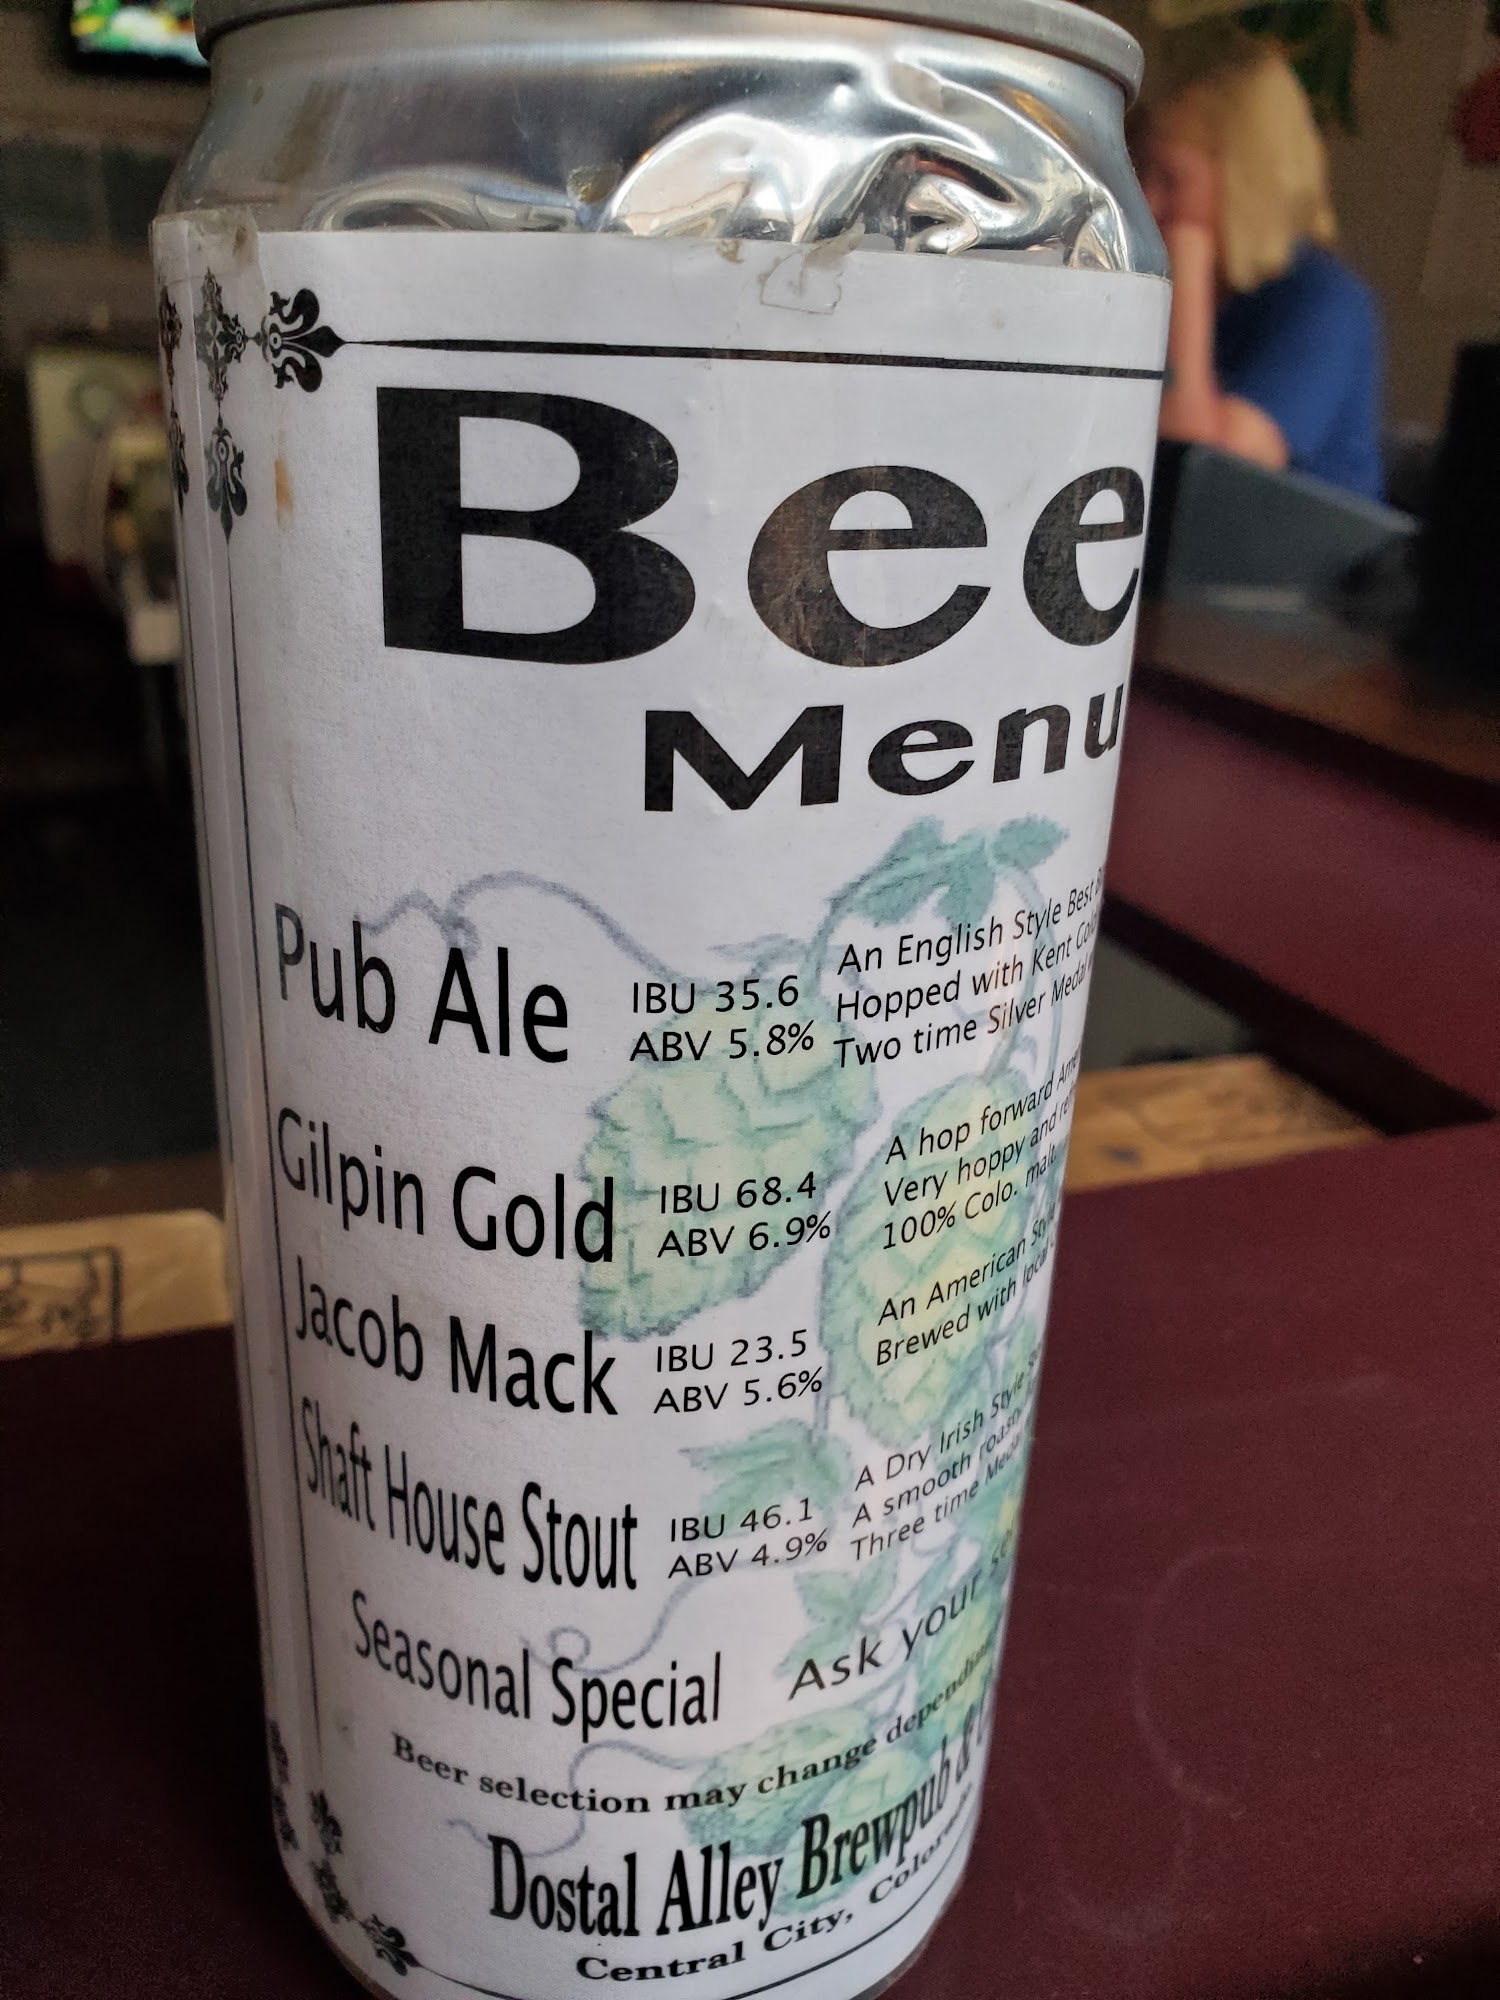 Bee
Menu
Pub Ale
IBU 35.6
ABV 5.8%
An English Style Best
Hopped with Kent
Two time Silver Medal
Gilpin Gold
IBU 68.4
ABV 6.9%
A hop forward
Very hoppy and
100% Colo. malt
Jacob Mack
IBU 23.5
ABV 5.6%
An American Style
Brewed with local
Shaft House Stout
IBU 46.1
ABV 4.9%
A Dry Irish Style
A smooth
Three time
Seasonal Special
Ask your
Beer selection may change depending
Dostal Alley Brewpub &
Central City,